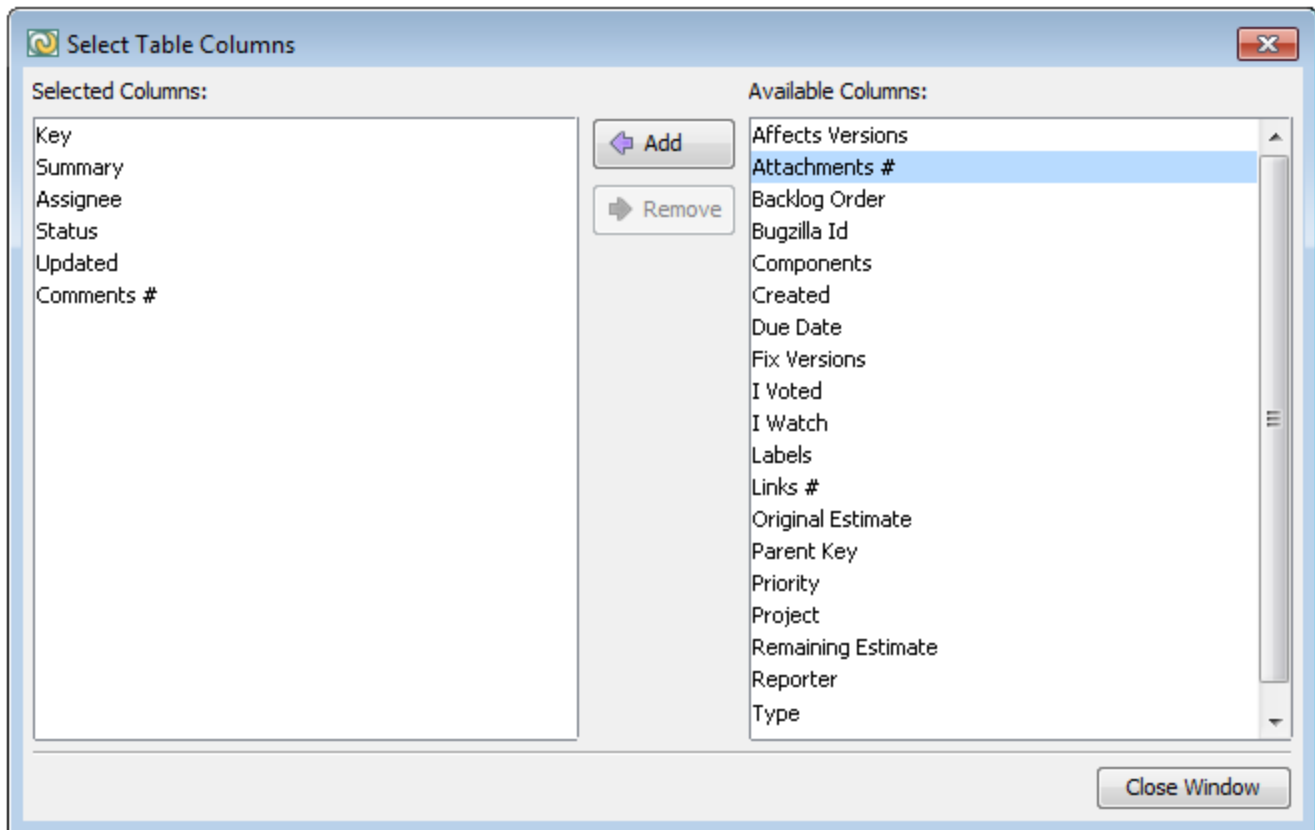 Select Table Columns
Selected Columns:
Key
Summary
Assignee
Status
Updated
Comments #
Add
Remove
Available Columns:
Affects Versions
Attachments #
Backlog Order
Bugzilla Id
Components
Created
Due Date
Fix Versions
I Voted
I Watch
Labels
Links #
Original Estimate
Parent Key
Priority
Project
Remaining Estimate
Reporter
Type
Close Window